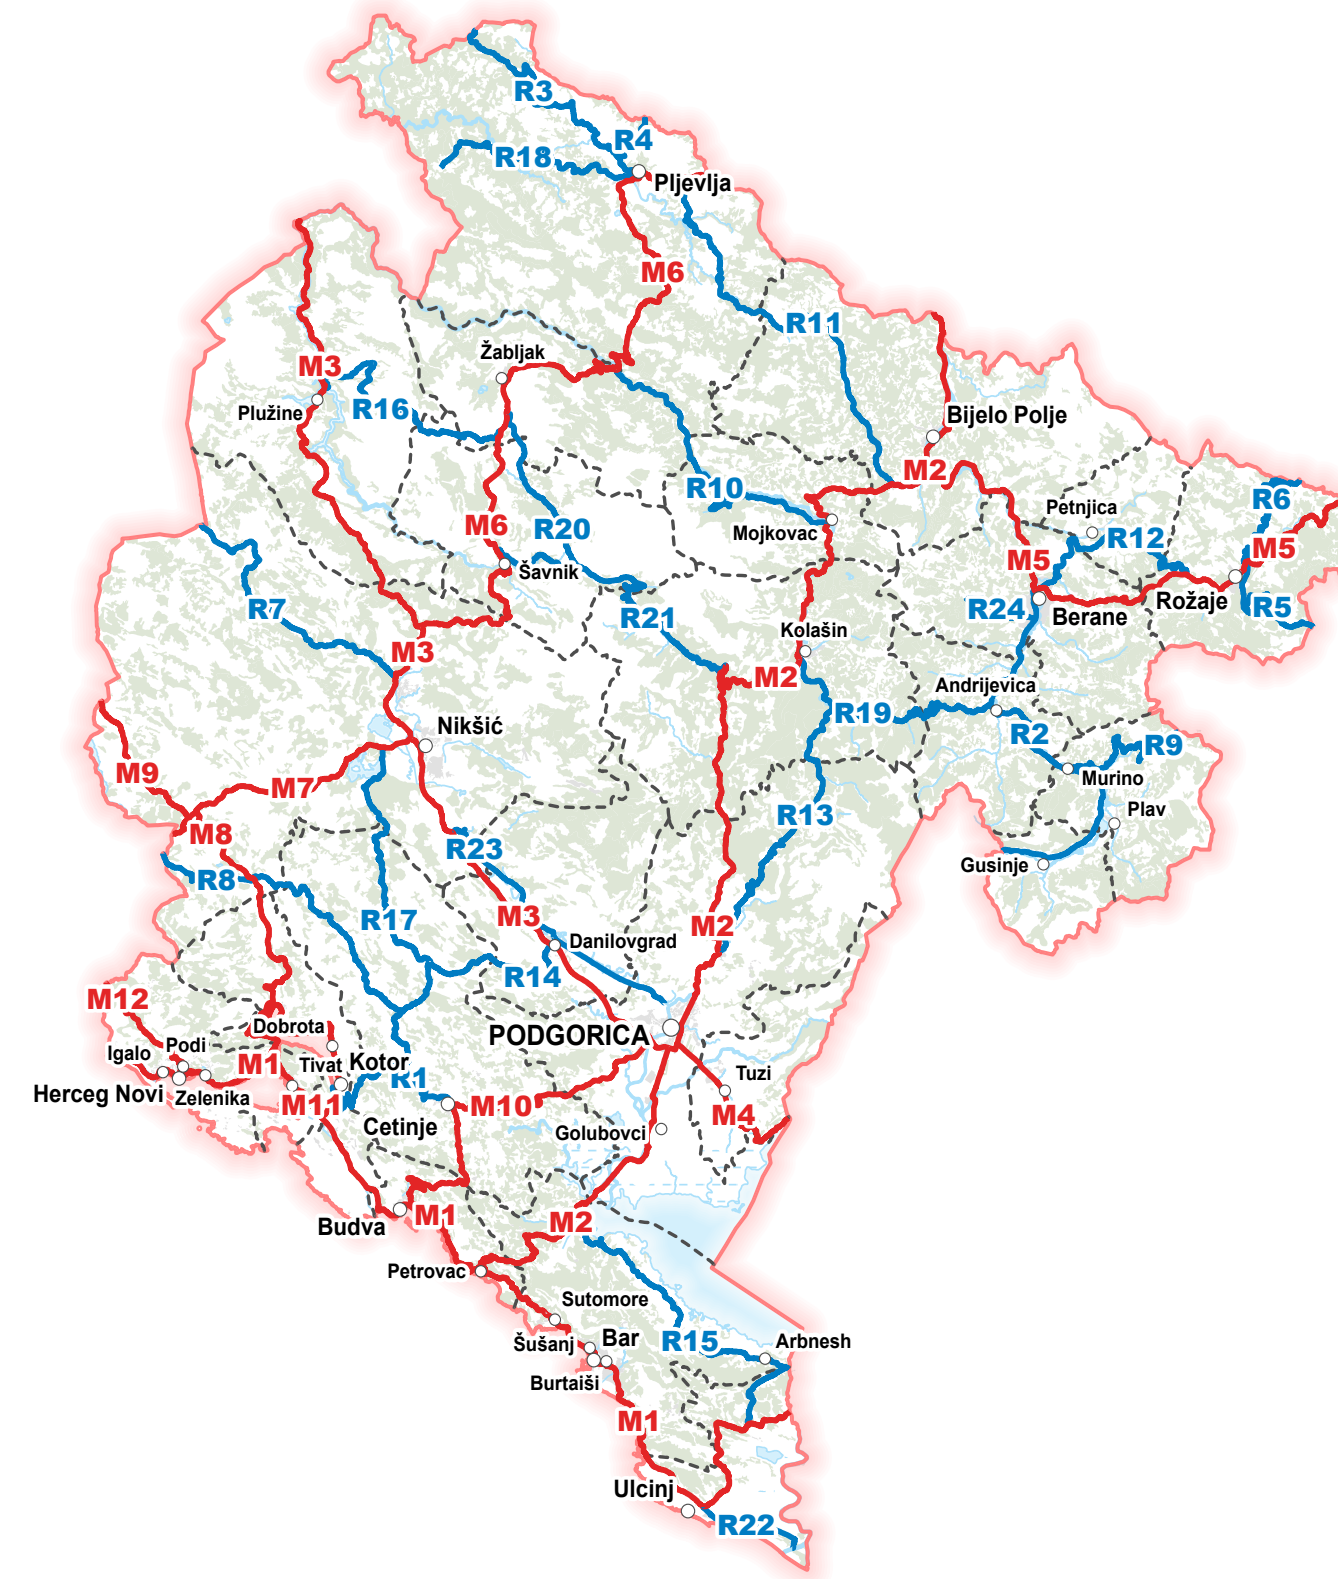 R3
R4
R18
Pljevlja
M6
R11
Žabljak
M3
Plužine
R16
Bijelo Polje
M2
R10
R6
Petnjica
M6
R20
Mojkovac
R12
M5
M5
Šavnik
Rožaje
R5
R7
R21
R24
Berane
Kolašin
M3
M2
Andrijevica
R19
Nikšić
R2
R9
M9
M7
Murino
Plav
R13
M8
R23
Gusinje
R8
R17
M3
M2
Danilovgrad
R14
M12
Dobrota
PODGORICA
Igalo
Podi
M1
Tivat
Kotor
Tuzi
R1
Herceg Novi
Zelenika
M11
M10
M4
Cetinje
Golubovci
Budva
M1
M2
Petrovac
Sutomore
Šušanj
Bar
R15
Arbnesh
Burtaiši
M1
Ulcinj
R22